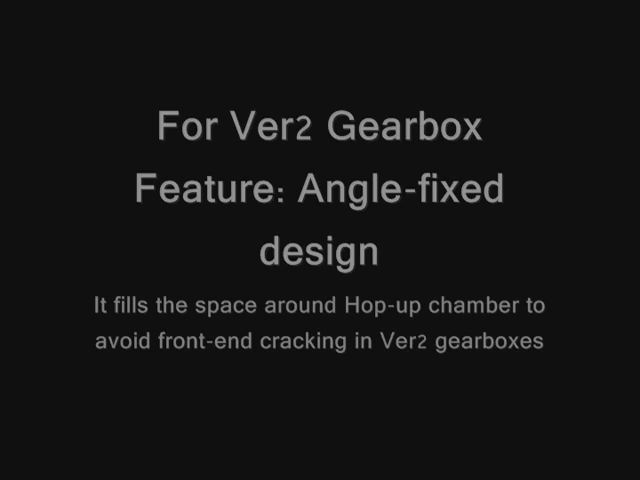 For Ver2 Gearbox
Feature: Angle-fixed
design
It fills the space around Hop-up chamber to
avoid front-end cracking in Ver2 gearboxes